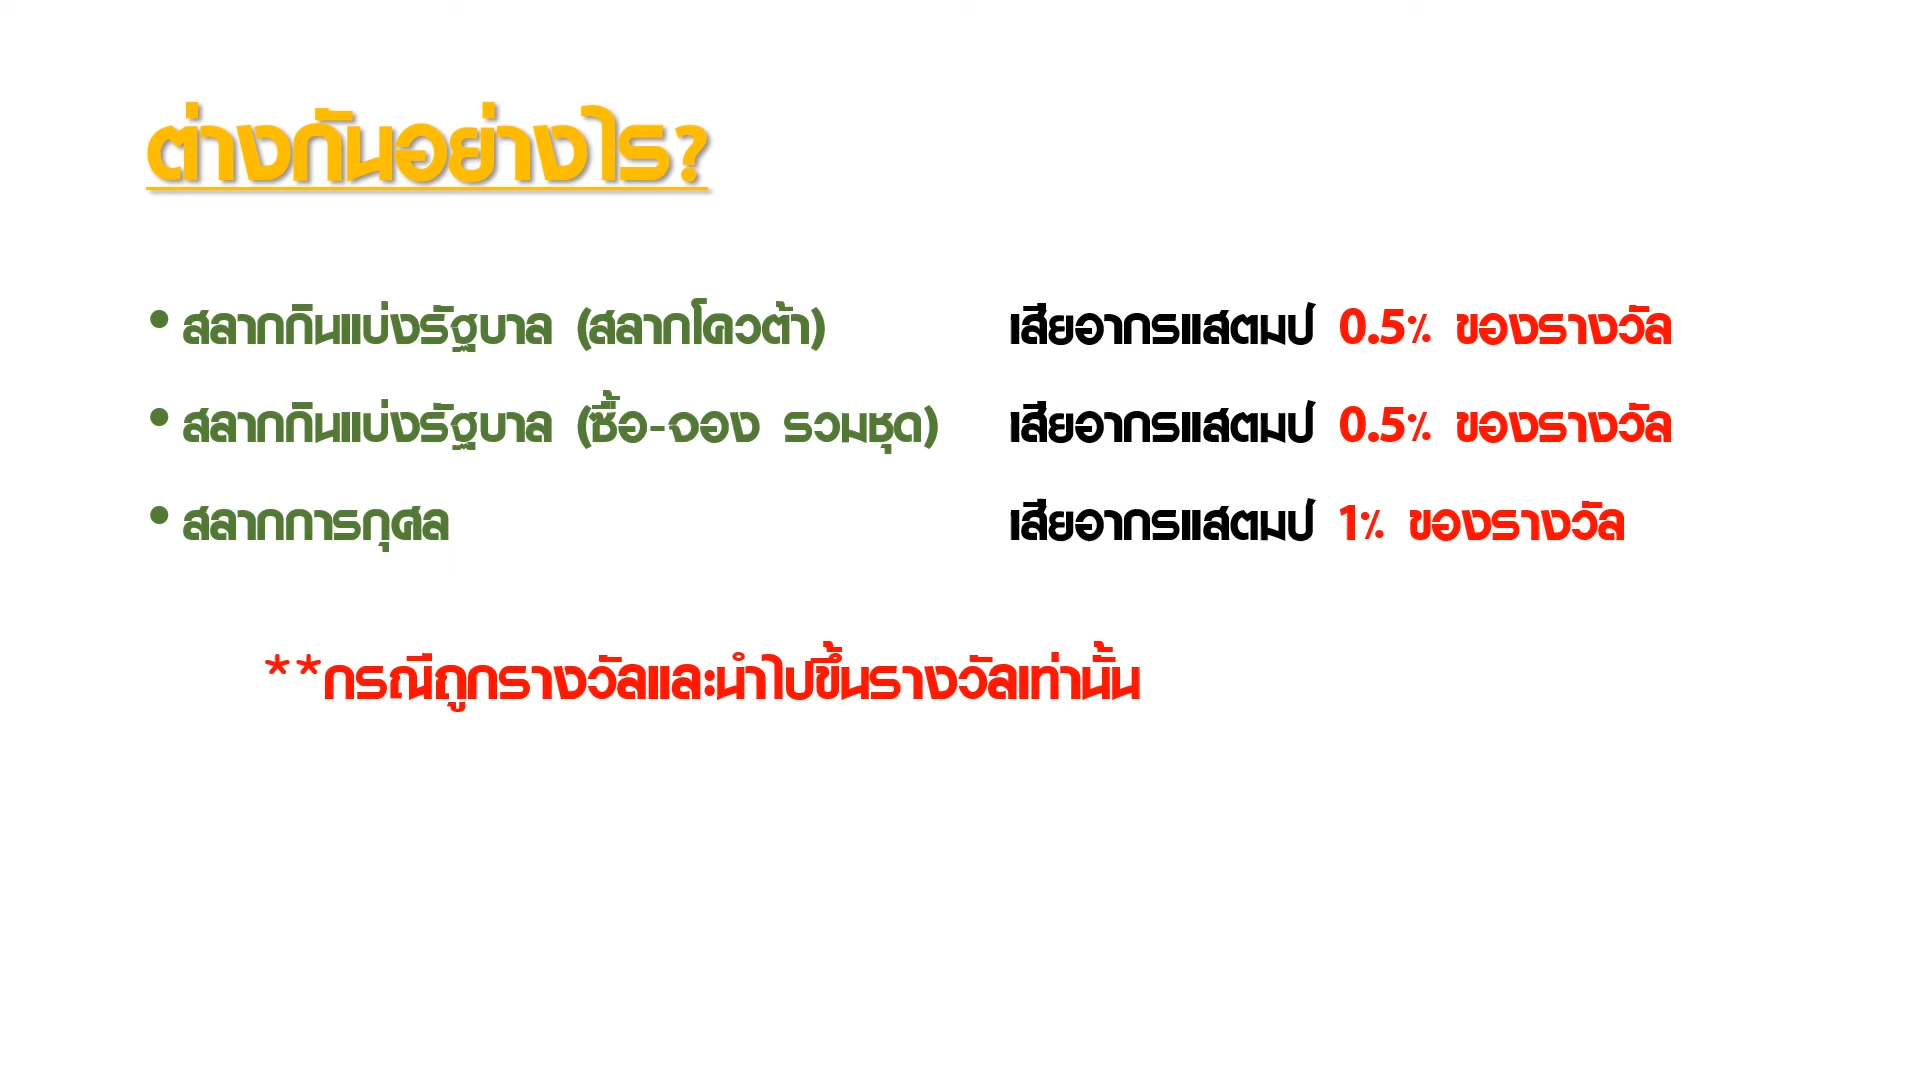 ต่างกันอย่างไร?
• สลากกินแบ่งรัฐบาล (สลากโควต้า) เสียอากรแสตมป์ 0.5% ของรางวัล
• สลากกินแบ่งรัฐบาล (ซื้อ-จอง รวมชุด) เสียอากรแสตมป์ 0.5% ของรางวัล
• สลากการกุศล เสียอากรแสตมป์ 1% ของรางวัล
**กรณีถูกรางวัลและนำไปขึ้นรางวัลเท่านั้น